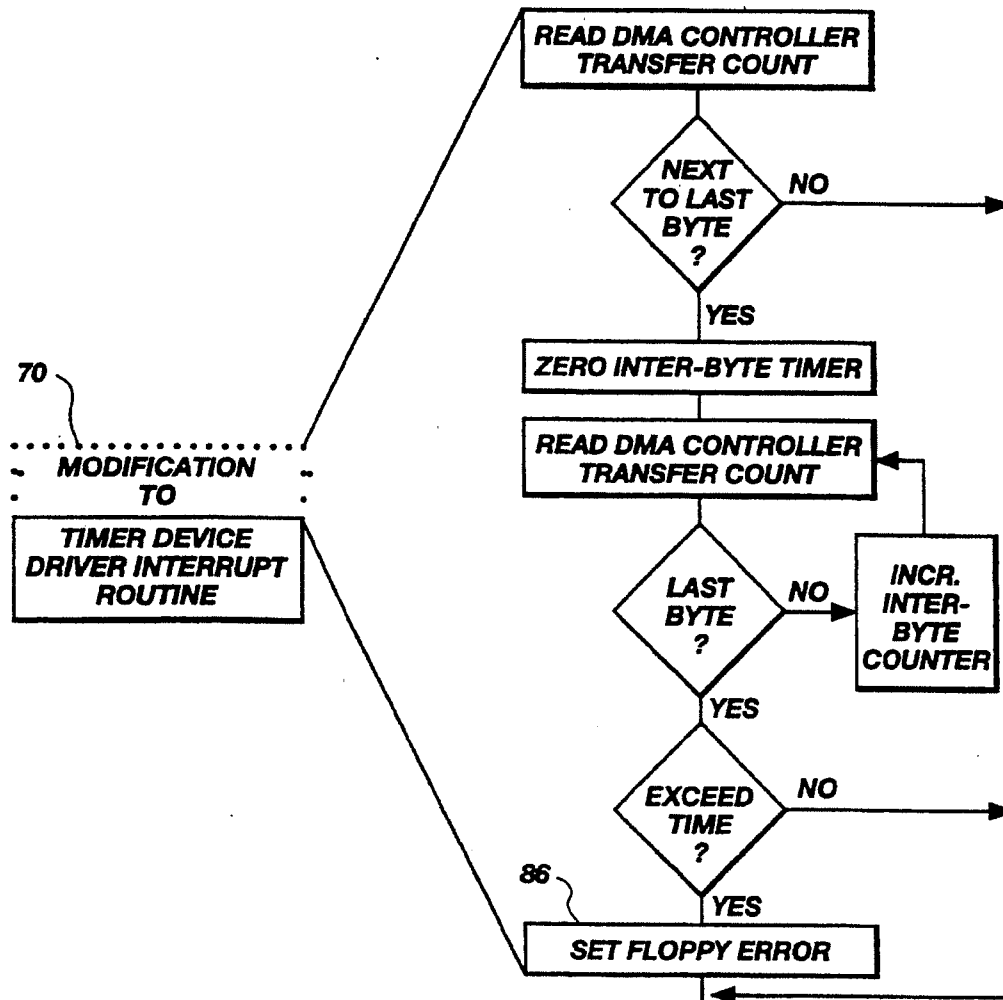 READ DMA CONTROLLER
TRANSFER COUNT
NEXT
TO LAST
BYTE
?
NO
YES
ZERO INTER-BYTE TIMER
READ DMA CONTROLLER
TRANSFER COUNT
LAST
BYTE
?
NO
INCR.
INTER-
BYTE
COUNTER
YES
EXCEED
TIME
?
NO
YES
86
SET FLOPPY ERROR
70
MODIFICATION
TO
TIMER DEVICE
DRIVER INTERRUPT
ROUTINE